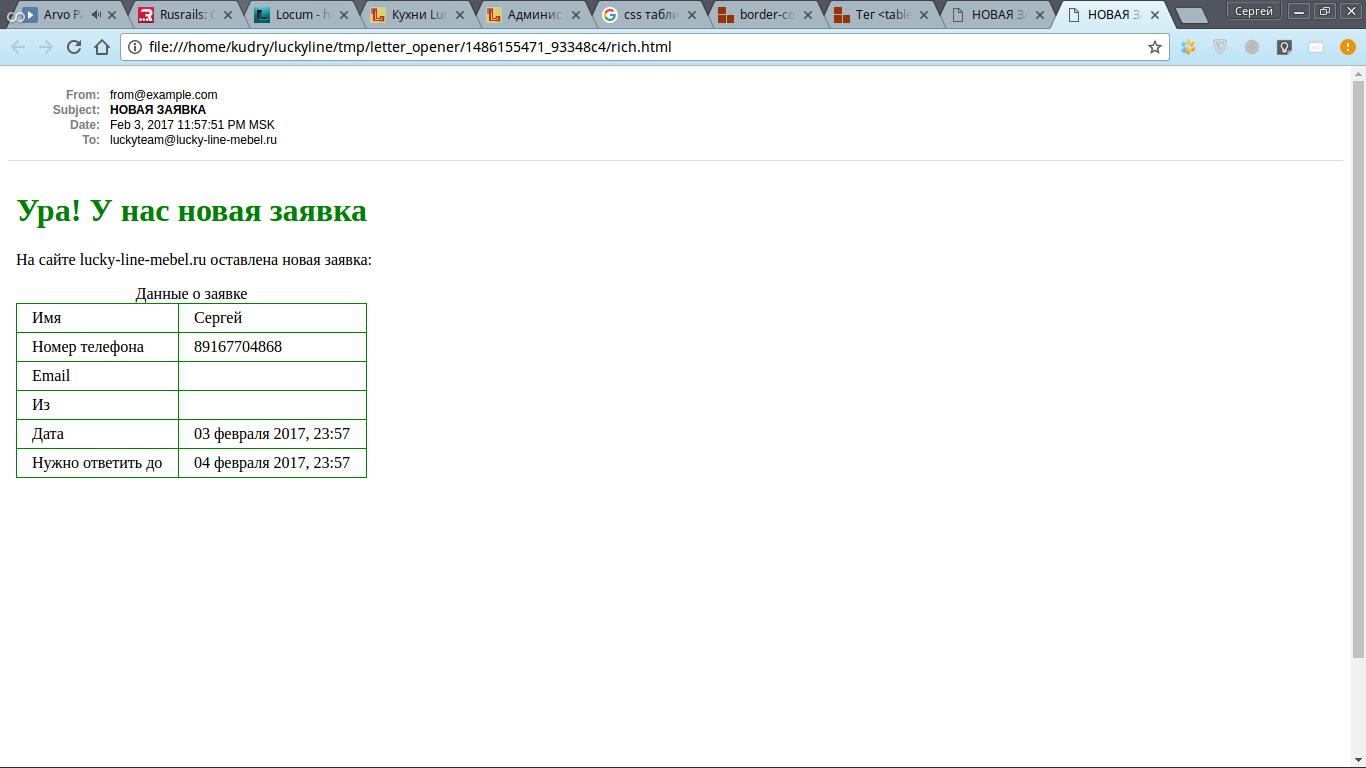 Arvo P
Rusrails: 
Locum - h
Кухни Luc
Админис
css табли
border-co
Тег <table
НОВАЯ З
НОВАЯ З
Сергей
file:///home/kudry/luckyline/tmp/letter_opener/1486155471_93348c4/rich.html
From: from@example.com
Subject: НОВАЯ ЗАЯВКА
Date: Feb 3, 2017 11:57:51 PM MSK
To: luckyteam@lucky-line-mebel.ru
Ура! У нас новая заявка
На сайте lucky-line-mebel.ru оставлена новая заявка:
Данные о заявке
Имя Сергей
Номер телефона 89167704868
Email
Из
Дата 03 февраля 2017, 23:57
Нужно ответить до 04 февраля 2017, 23:57